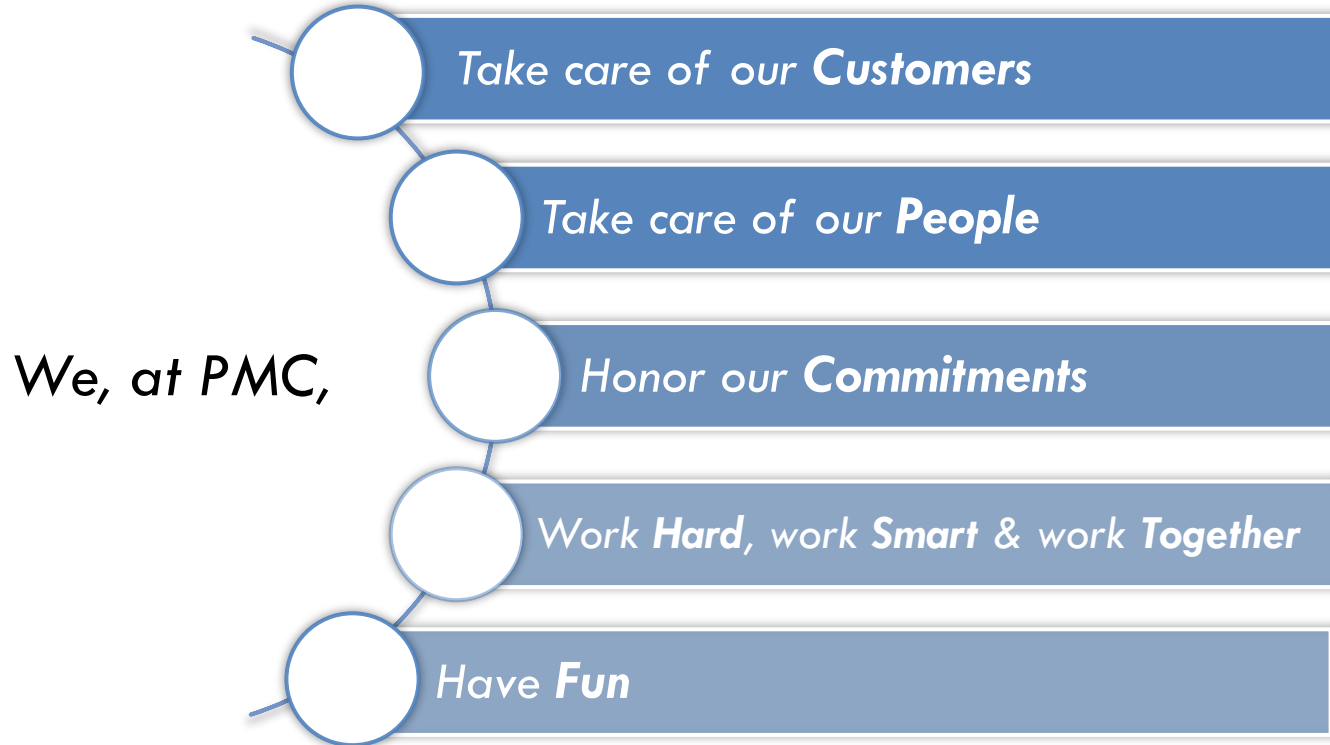 Take care of our Customers
Take care of our People
We, at PMC,
Honor our Commitments
Work Hard, work Smart & work Together
Have Fun